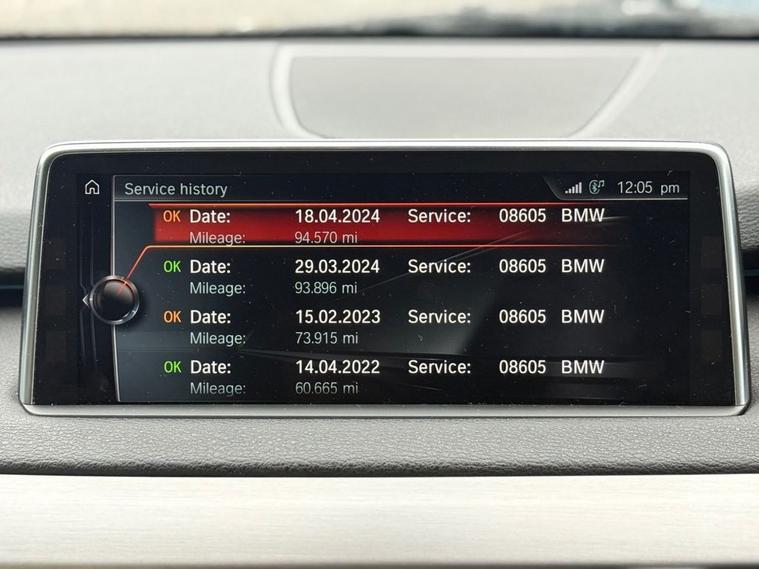 Service history 12:05 pm
OK Date: 18.04.2024 Service: 08605 BMW
Mileage: 94.570 mi
OK Date: 29.03.2024 Service: 08605 BMW
Mileage: 93.896 mi
OK Date: 15.02.2023 Service: 08605 BMW
Mileage: 73.915 mi
OK Date: 14.04.2022 Service: 08605 BMW
Mileage: 60.665 mi